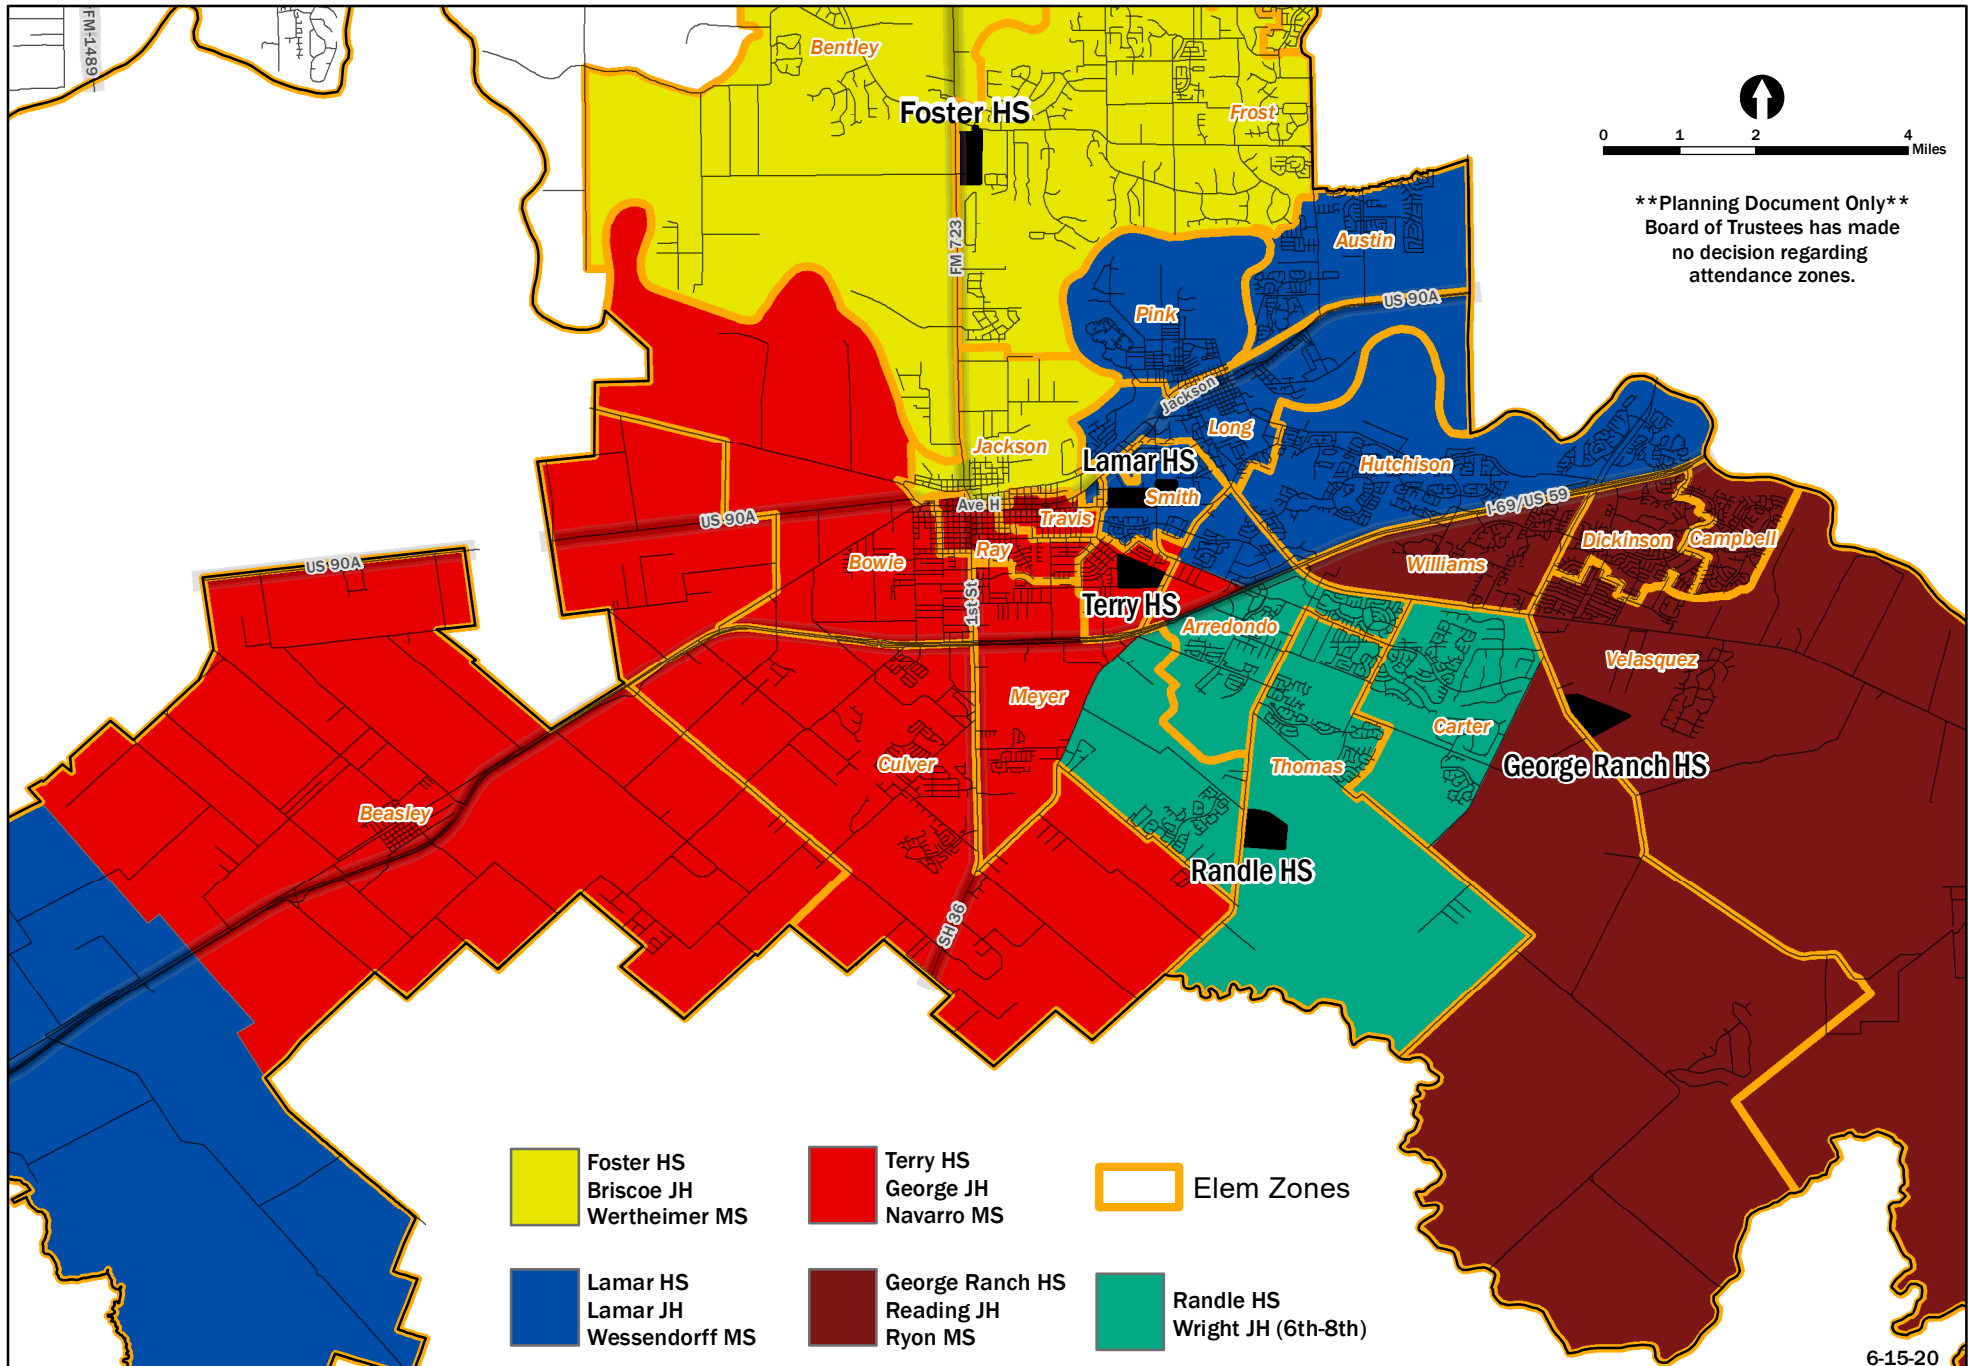 FM-1489
Bentley
Foster HS
Frost
0 1 2 4
Miles
**Planning Document Only**
Board of Trustees has made
no decision regarding
attendance zones.
FM 723
Austin
US 90A
Pink
Jackson
Long
Jackson
Lamar HS
Hutchison
Smith
I-69/US 59
Ave H
Travis
US 90A
Dickinson
Campbell
Ray
Bowie
Williams
US 90A
1st St
Terry HS
Arredondo
Velasquez
Meyer
Carter
Culver
Thomas
George Ranch HS
Beasley
Randle HS
SH 36
Foster HS
Briscoe JH
Wertheimer MS
Terry HS
George JH
Navarro MS
Elem Zones
Lamar HS
Lamar JH
Wessendorff MS
George Ranch HS
Reading JH
Ryon MS
Randle HS
Wright JH (6th-8th)
6-15-20